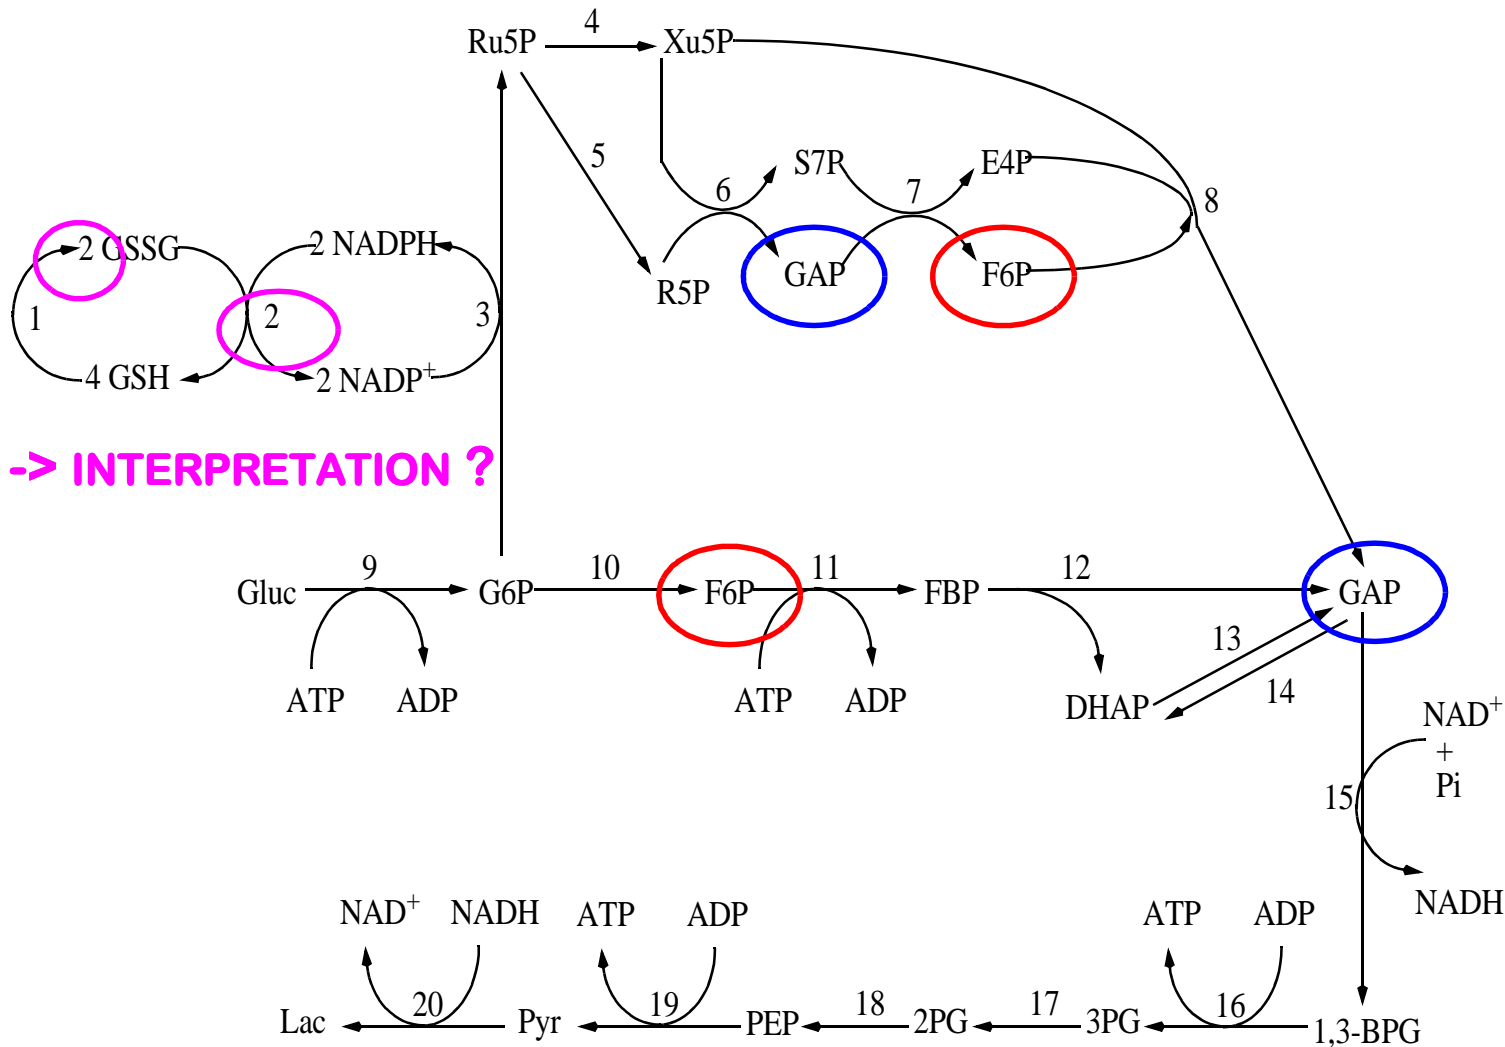 4
Ru5P Xu5P
5 S7P E4P
6 7 8
2 GSSG 2 NADPH
GAP F6P
R5P
1 2 3
4 GSH 2 NADP+
-> INTERPRETATION ?
9 10 11 12
Gluc G6P F6P FBP GAP
13
14
ATP ADP ATP ADP DHAP
NAD+
+
Pi
15
NADH
NAD+ NADH ATP ADP ATP ADP
20 19 18 17 16
Lac Pyr PEP 2PG 3PG 1,3-BPG